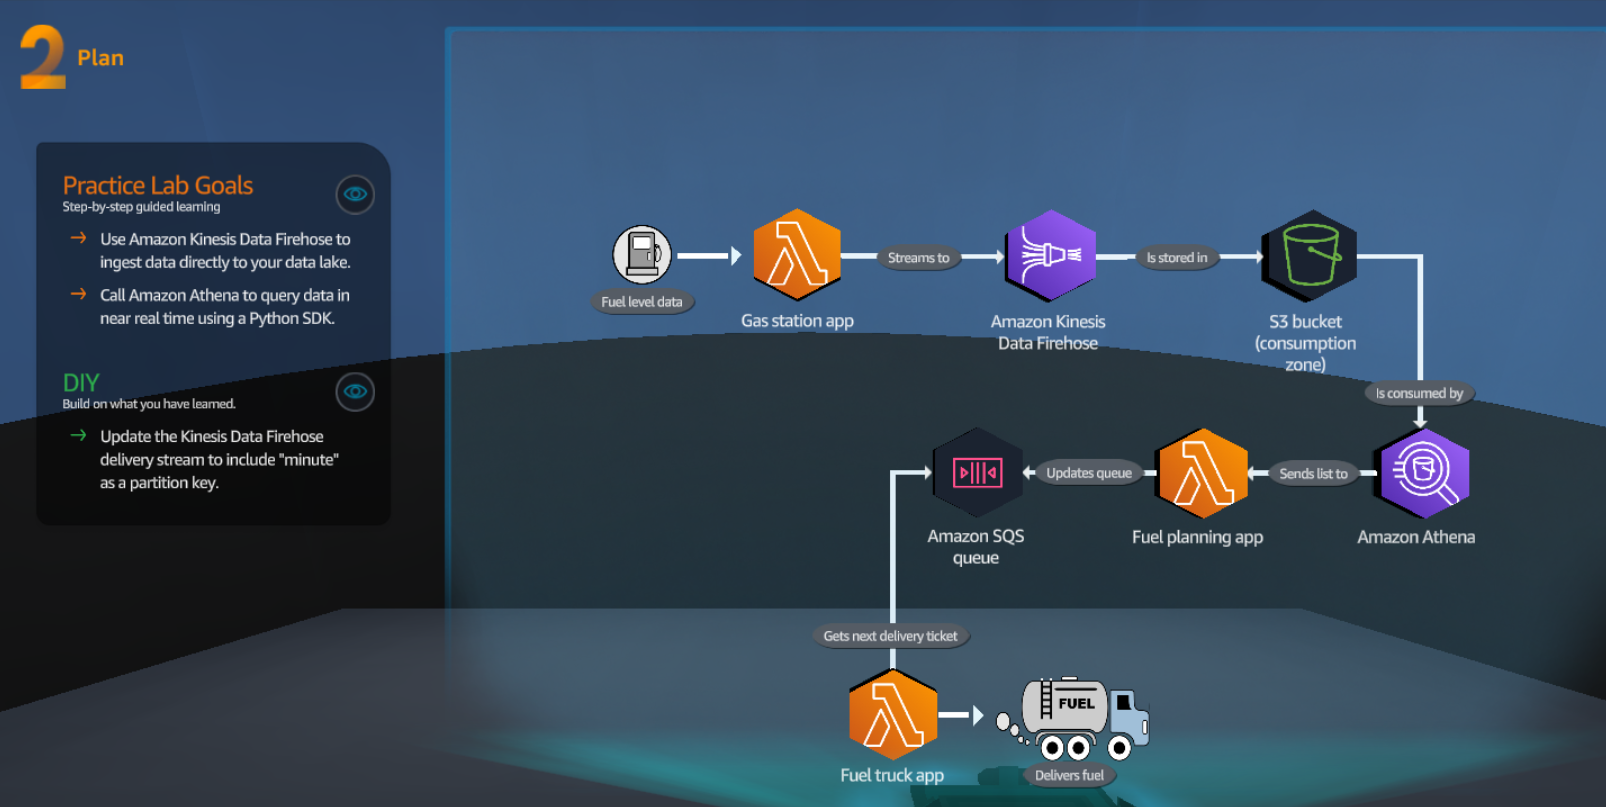 2 Plan
Practice Lab Goals
Step-by-step guided learning
Use Amazon Kinesis Data Firehose to
ingest data directly to your data lake.
Call Amazon Athena to query data in
near real time using a Python SDK.
DIY
Build on what you have learned.
Update the Kinesis Data Firehose
delivery stream to include "minute"
as a partition key.
Fuel level data
Gas station app
Streams to
Amazon Kinesis
Data Firehose
Is stored in
S3 bucket
(consumption
zone)
Is consumed by
Amazon Athena
Sends list to
Fuel planning app
Updates queue
Amazon SQS
queue
Gets next delivery ticket
Fuel truck app
FUEL
Delivers fuel